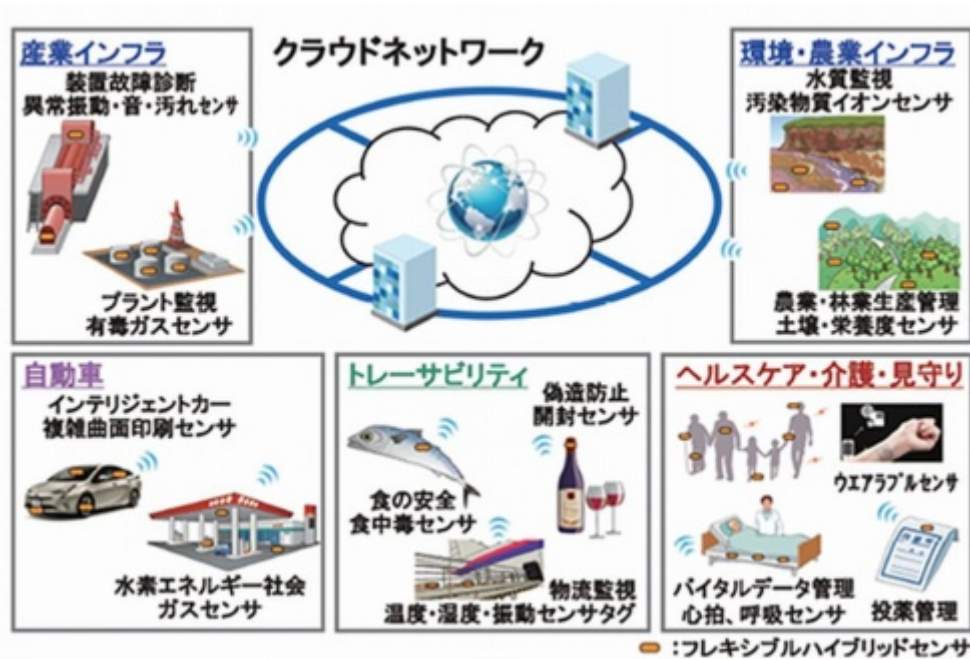 クラウドネットワーク
産業インフラ
装置故障診断
異常振動・音・汚れセンサ
プラント監視
有毒ガスセンサ
環境・農業インフラ
水質監視
汚染物質イオンセンサ
農業・林業生産管理
土壌・栄養度センサ
自動車
インテリジェントカー
複雑曲面印刷センサ
水素エネルギー社会
ガスセンサ
トレーサビリティ
偽造防止
開封センサ
食の安全
食中毒センサ
物流監視
温度・湿度・振動センサタグ
ヘルスケア・介護・見守り
ウエアラブルセンサ
バイタルデータ管理
心拍、呼吸センサ
投薬管理
：フレキシブルハイブリッドセンサ